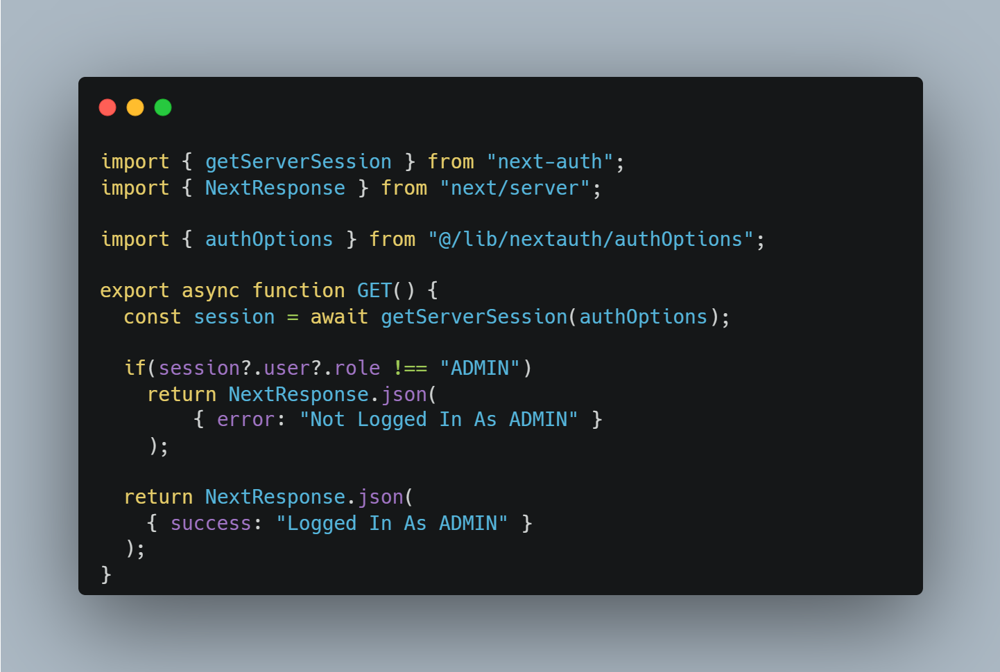 import { getServerSession } from "next-auth";
import { NextResponse } from "next/server";

import { authOptions } from "@/lib/nextauth/authOptions";

export async function GET() {
  const session = await getServerSession(authOptions);

  if(session?.user?.role !== "ADMIN")
    return NextResponse.json(
        { error: "Not Logged In As ADMIN" }
    );

  return NextResponse.json(
    { success: "Logged In As ADMIN" }
  );
}